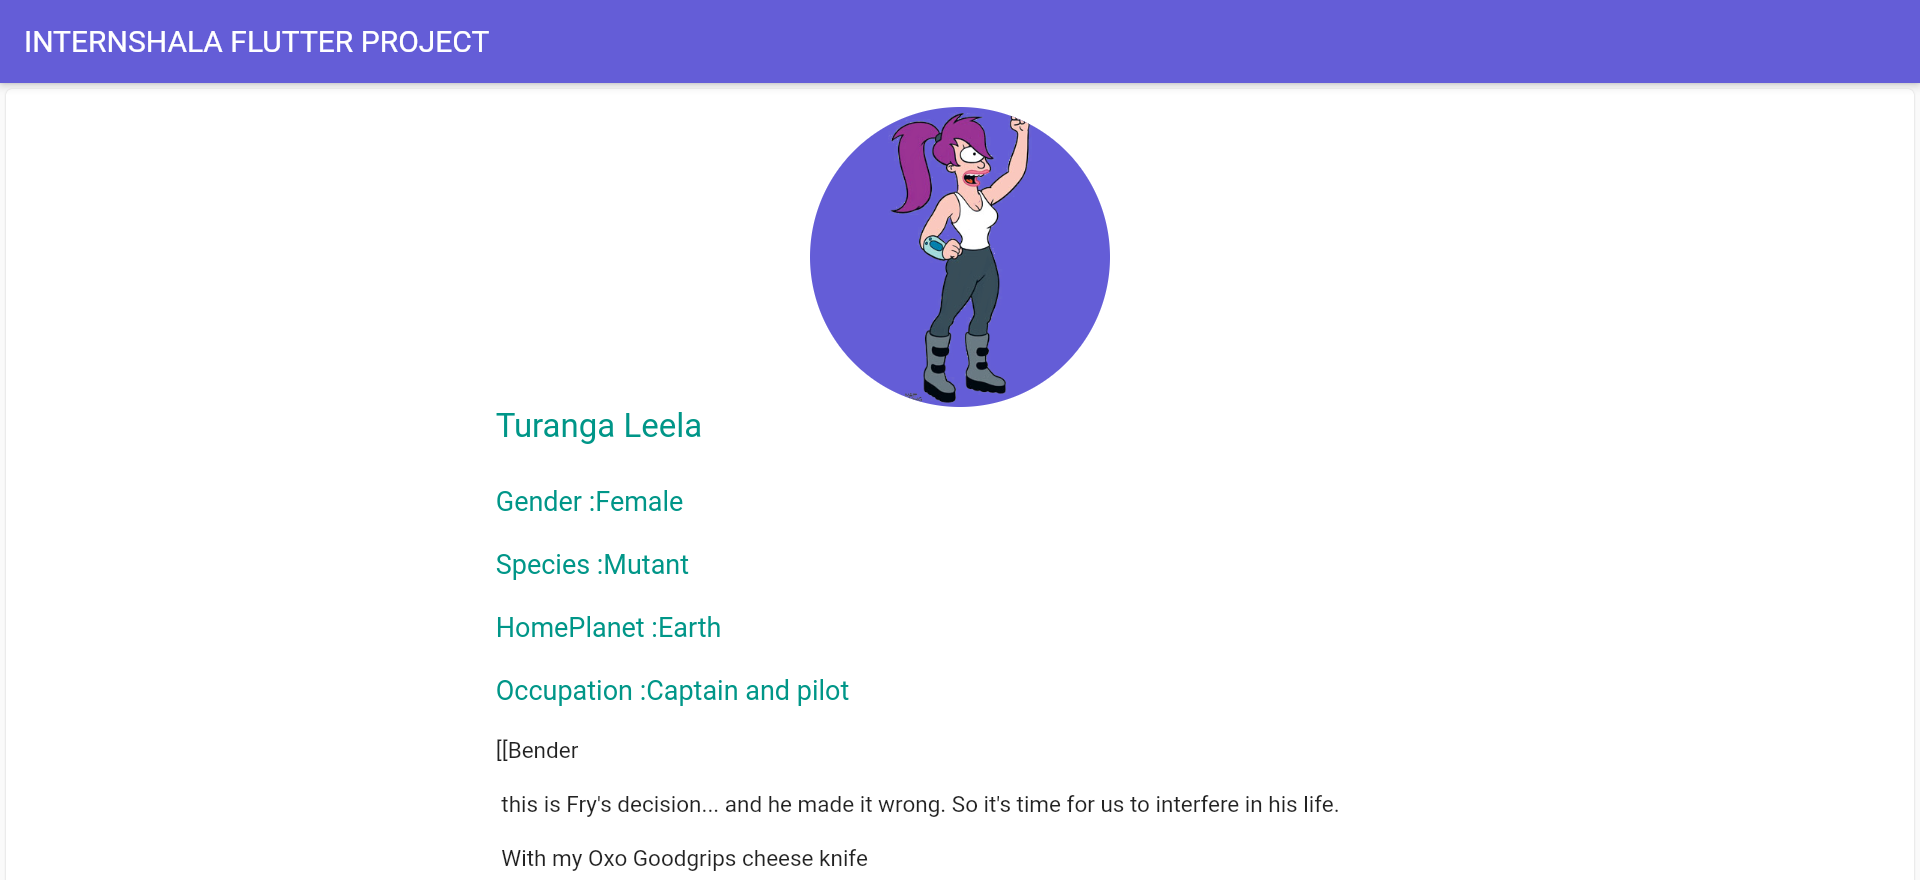 INTERNSHALA FLUTTER PROJECT
Turanga Leela
Gender :Female
Species :Mutant
HomePlanet :Earth
Occupation :Captain and pilot
[[Bender
this is Fry's decision... and he made it wrong. So it's time for us to interfere in his life.
With my Oxo Goodgrips cheese knife